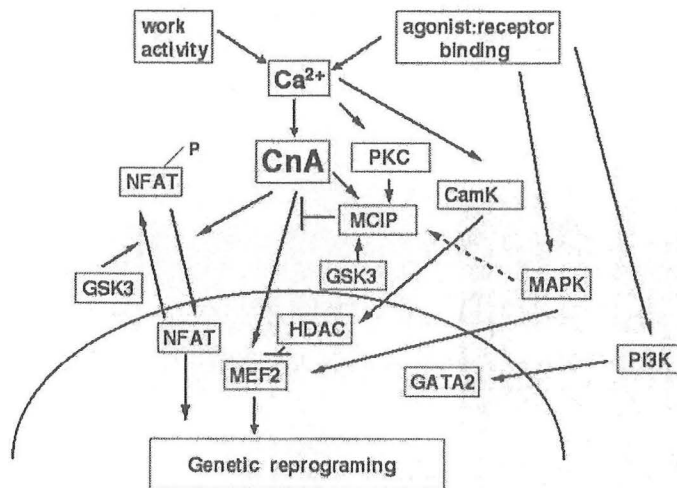 work
activity
agonist:receptor
binding
Ca2+
CnA
PKC
P
NFAT
CamK
MCIP
GSK3
GSK3
MAPK
NFAT
HDAC
MEF2
GATA2
PI3K
Genetic reprograming